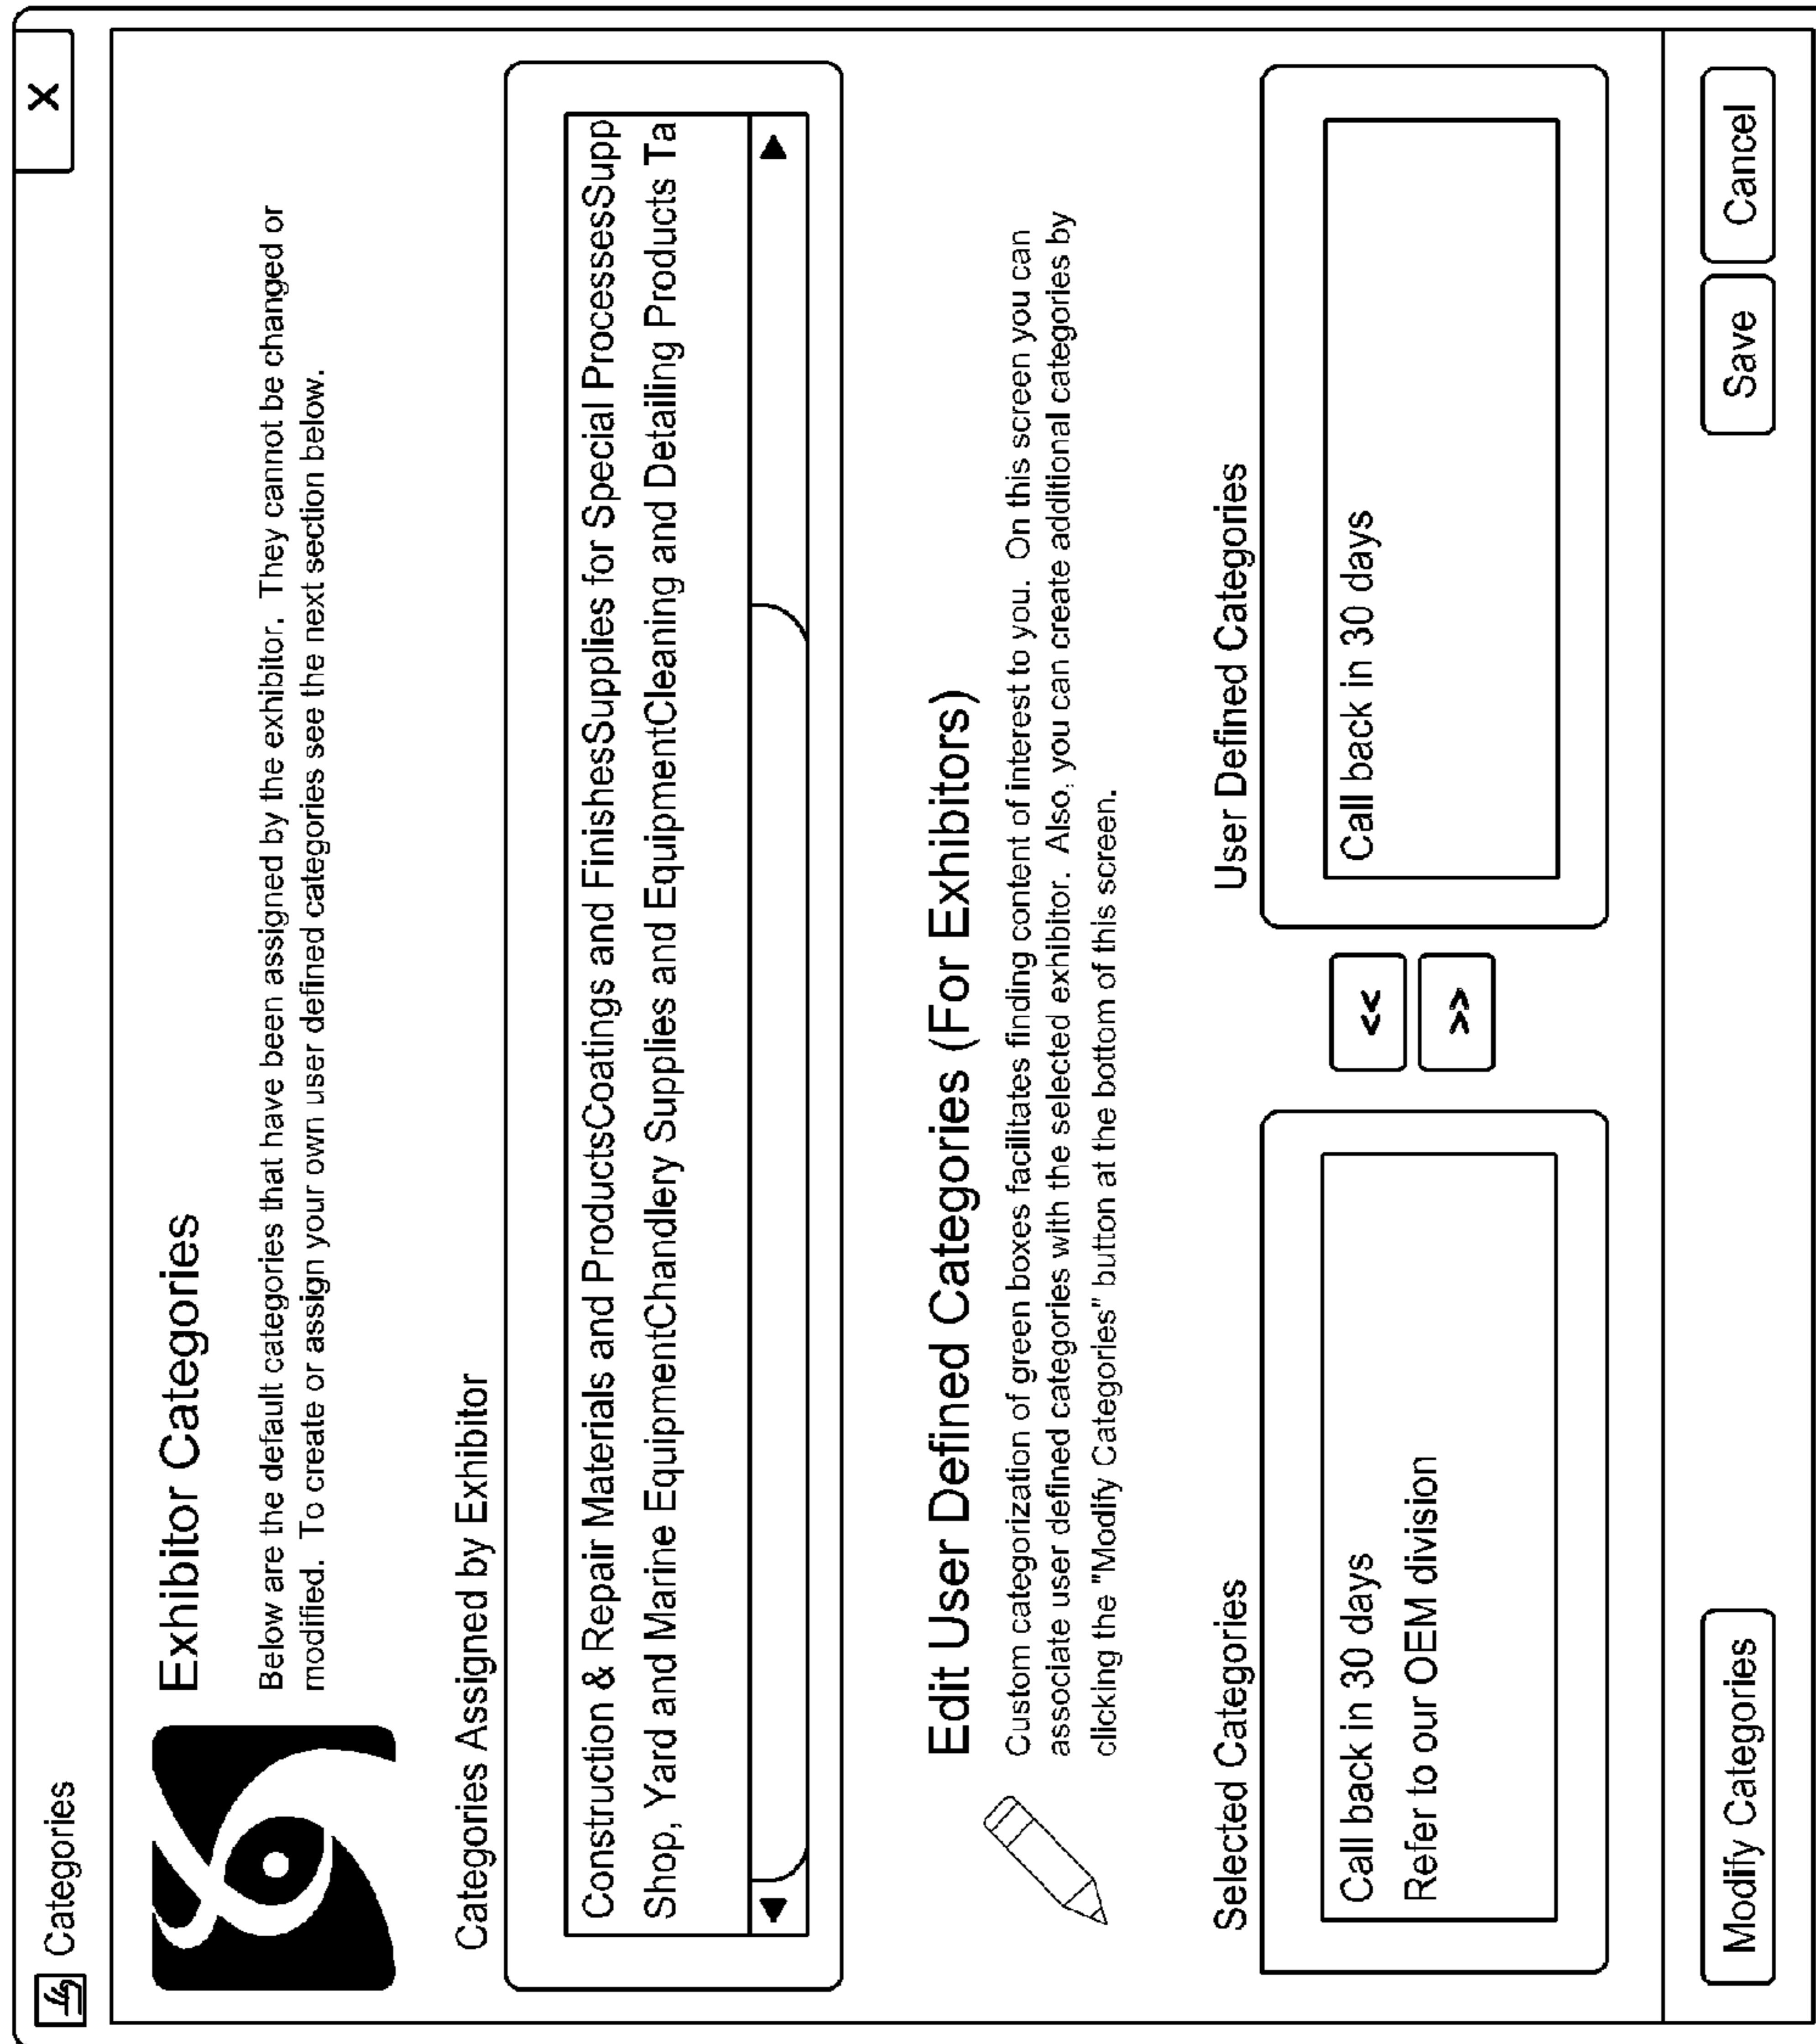 Categories
X
Exhibitor Categories
Below are the default categories that have been assigned by the exhibitor. They cannot be changed or
modified. To create or assign your own user defined categories see the next section below.
Categories Assigned by Exhibitor
Construction & Repair Materials and ProductsCoatings and FinishesSupplies for Special ProcessesSupp
Shop, Yard and Marine EquipmentChandlery Supplies and EquipmentCleaning and Detailing Products Ta
Edit User Defined Categories (For Exhibitors)
Custom categorization of green boxes facilitates finding content of interest to you. On this screen you can
associate user defined categories with the selected exhibitor. Also, you can create additional categories by
clicking the "Modify Categories" button at the bottom of this screen.
Selected Categories
Call back in 30 days
Refer to our OEM division
<<
>>
User Defined Categories
Call back in 30 days
Modify Categories
Save
Cancel